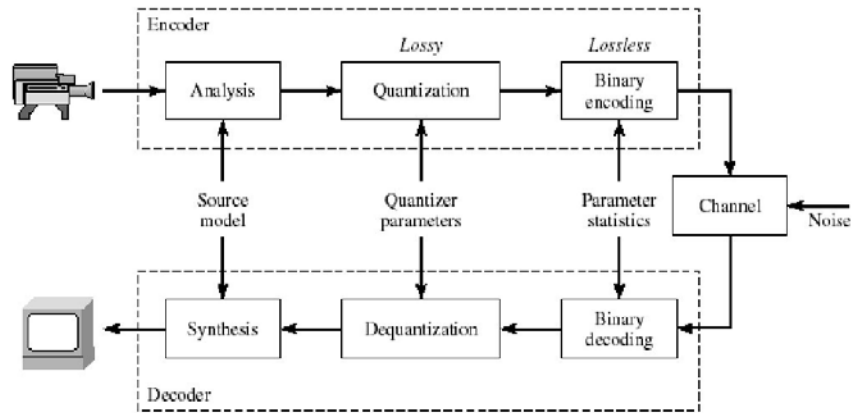 Encoder
Lossy
Lossless
Analysis
Quantization
Binary
encoding
Source
model
Quantizer
parameters
Parameter
statistics
Channel
Noise
Synthesis
Dequantization
Binary
decoding
Decoder